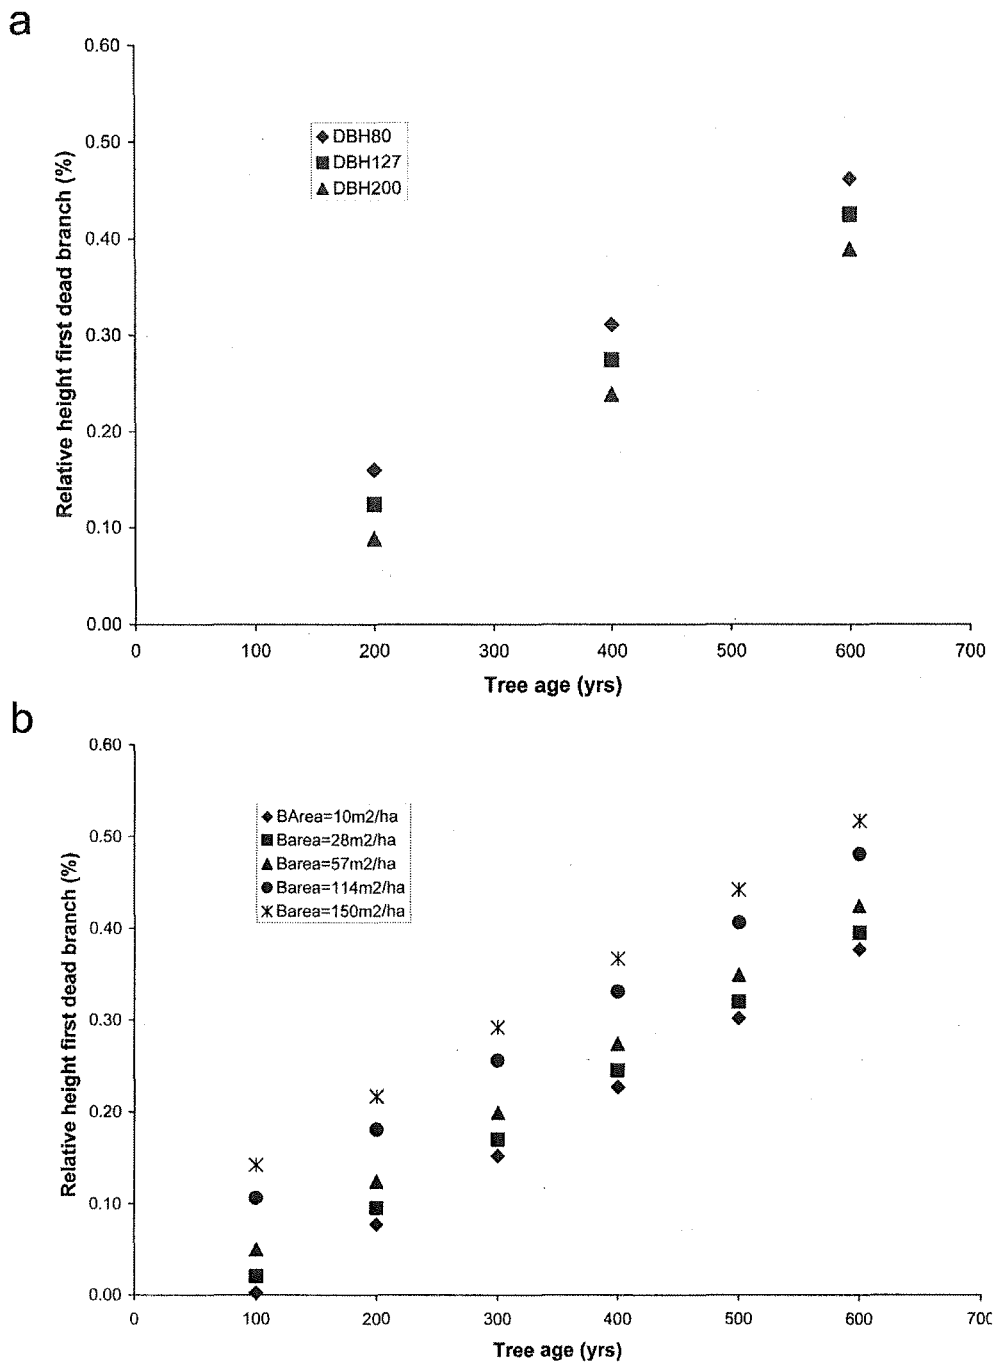 a
0.60
0.50
0.40
0.30
0.20
0.10
0.00
Relative height first dead branch (%)
DBH80
DBH127
DBH200
0 100 200 300 400 500 600 700
Tree age (yrs)
b
0.60
0.50
0.40
0.30
0.20
0.10
0.00
Relative height first dead branch (%)
BArea=10m2/ha
Barea=28m2/ha
Barea=57m2/ha
Barea=114m2/ha
Barea=150m2/ha
0 100 200 300 400 500 600 700
Tree age (yrs)